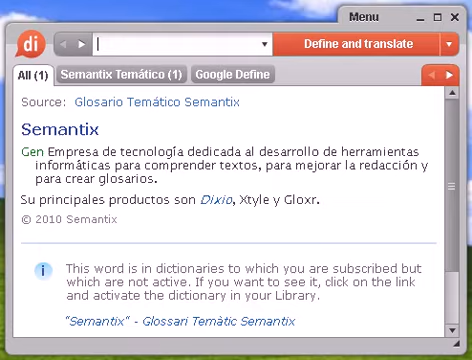 Menu
di
Define and translate
All (1)
Semantix Temático (1)
Google Define
Source: Glosario Temático Semantix
Semantix
Gen Empresa de tecnología dedicada al desarrollo de herramientas
informáticas para comprender textos, para mejorar la redacción y
para crear glosarios.
Su principales productos son Dixio, Xtyle y Gloxr.
© 2010 Semantix
i
This word is in dictionaries to which you are subscribed but
which are not active. If you want to see it, click on the link
and activate the dictionary in your Library.
"Semantix" - Glossari Temàtic Semantix